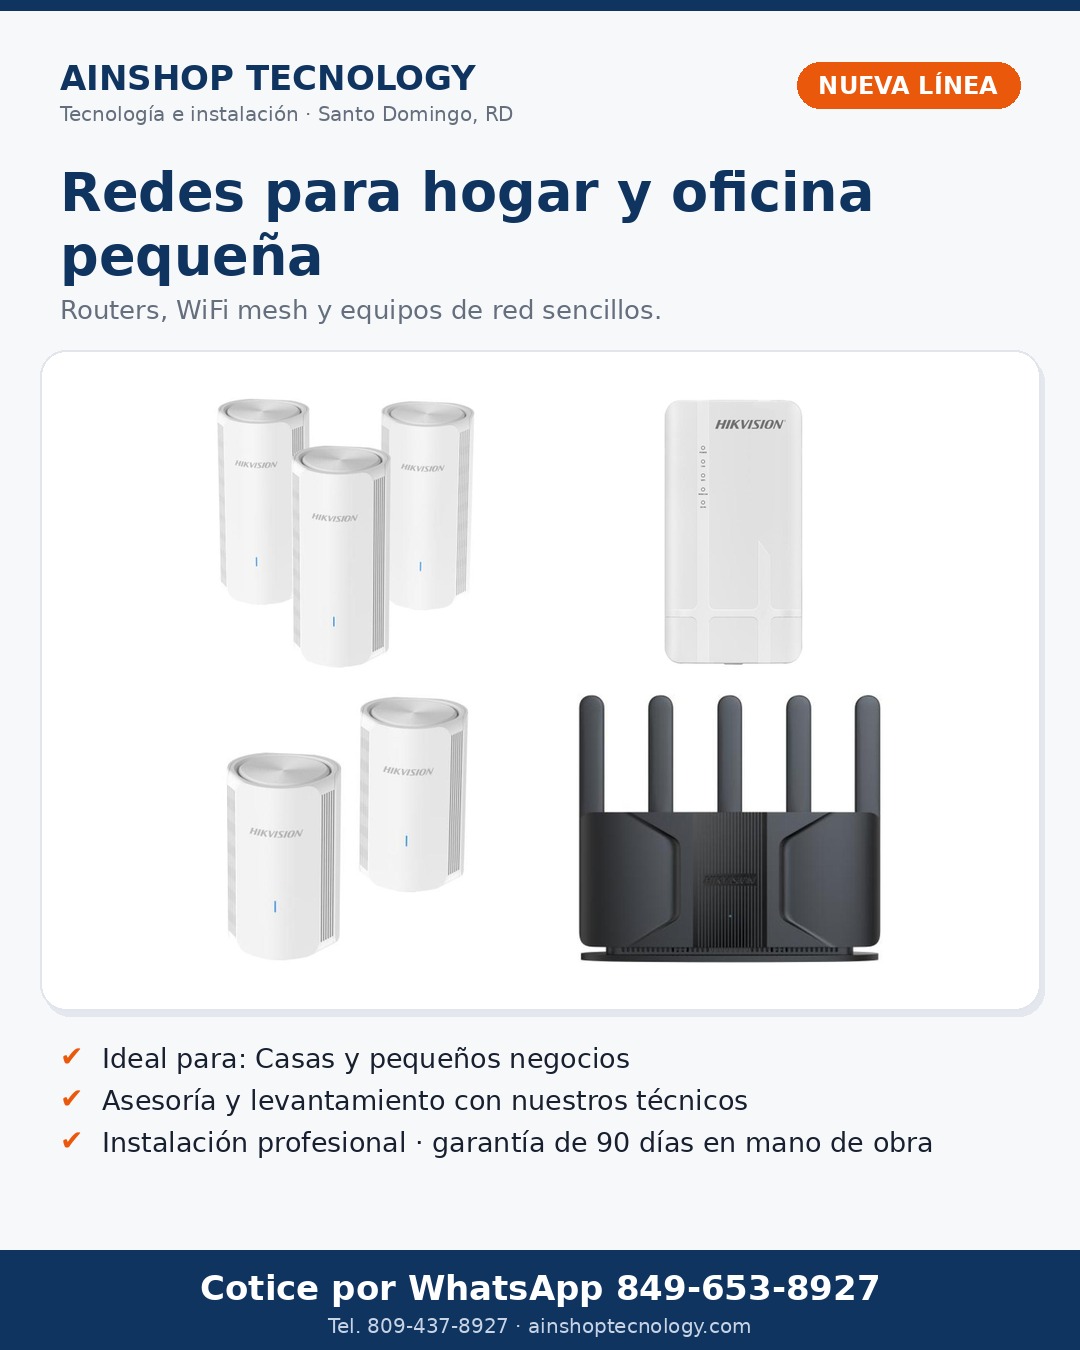 AINSHOP TECNOLOGY
NUEVA LÍNEA
Tecnología e instalación · Santo Domingo, RD
Redes para hogar y oficina
pequeña
Routers, WiFi mesh y equipos de red sencillos.
HIKVISION
HIKVISION
HIKVISION
HIKVISION
HIKVISION
HIKVISION
✔ Ideal para: Casas y pequeños negocios
✔ Asesoría y levantamiento con nuestros técnicos
✔ Instalación profesional · garantía de 90 días en mano de obra
Cotice por WhatsApp 849-653-8927
Tel. 809-437-8927 · ainshoptecnology.com